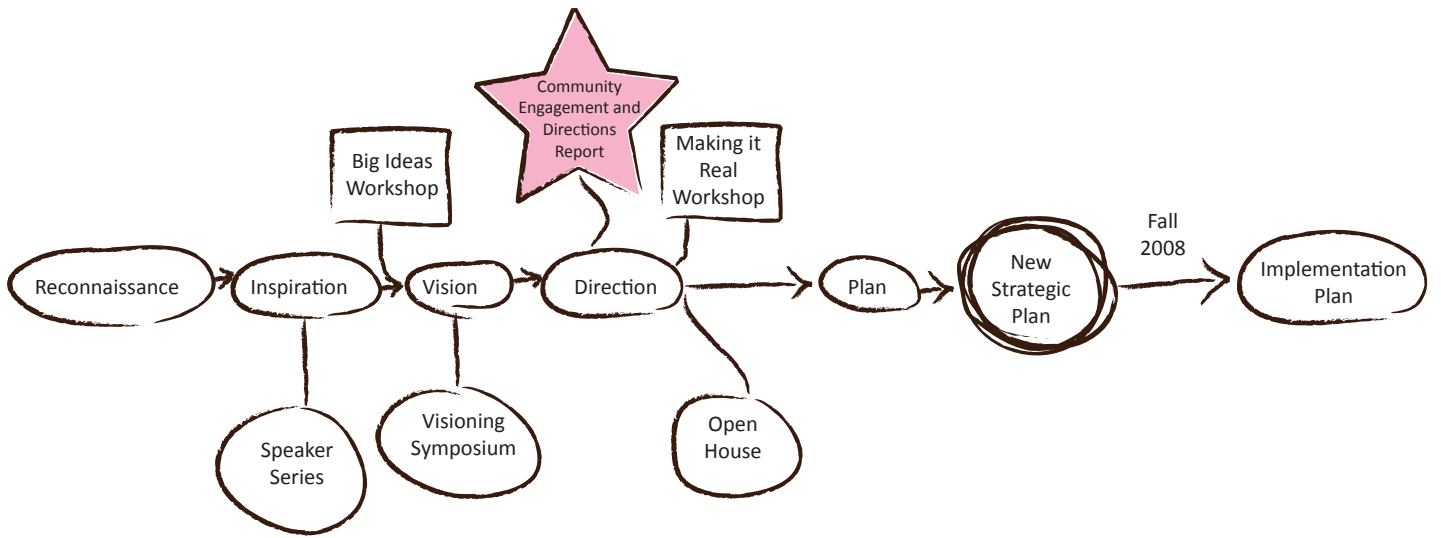 Community
Engagement and
Directions
Report
Big Ideas
Workshop
Making it
Real
Workshop
Reconnaissance
Inspiration
Vision
Direction
Plan
New
Strategic
Plan
Fall
2008
Implementation
Plan
Speaker
Series
Visioning
Symposium
Open
House